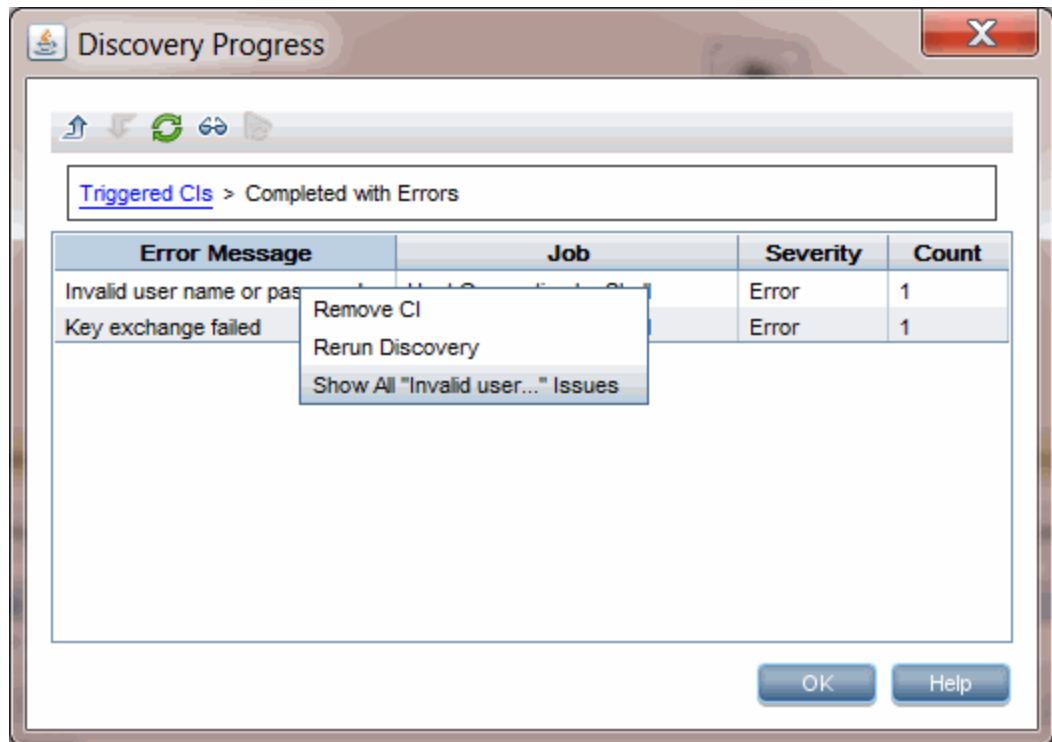 Discovery Progress
Triggered CIs > Completed with Errors
Error Message Job Severity Count
Invalid user name or Error 1
Key exchange failed Error 1
Remove CI
Rerun Discovery
Show All "Invalid user..." Issues
OK Help